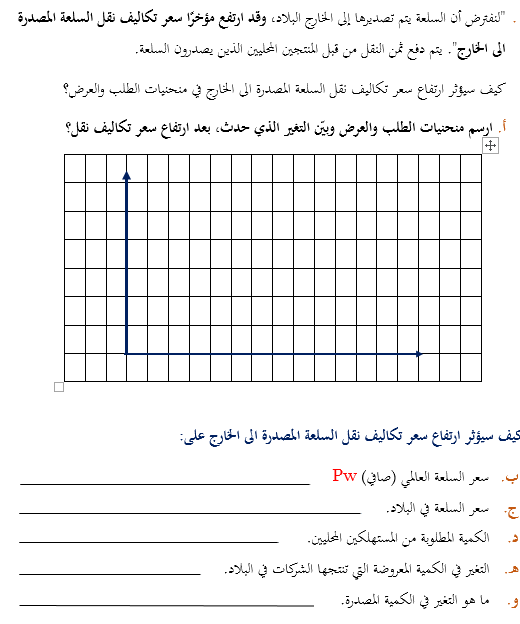 . "لنفترض أن السلعة يتم تصديرها إلى الخارج البلاد، وقد ارتفع مؤخرًا سعر تكاليف نقل السلعة المصدرة
الى الخارج". يتم دفع ثمن النقل من قبل المنتجين المحليين الذين يصدرون السلعة.
كيف سيؤثر ارتفاع سعر تكاليف نقل السلعة المصدرة الى الخارج في منحنيات الطلب والعرض؟
أ. ارسم منحنيات الطلب والعرض وبيّن التغير الذي حدث، بعد ارتفاع سعر تكاليف نقل؟
كيف سيؤثر ارتفاع سعر تكاليف نقل السلعة المصدرة الى الخارج على:
ب. سعر السلعة العالمي (صافي) Pw
ج. سعر السلعة في البلاد.
د. الكمية المطلوبة من المستهلكين المحليين.
هـ. التغير في الكمية المعروضة التي تنتجها الشركات في البلاد.
و. ما هو التغير في الكمية المصدرة.